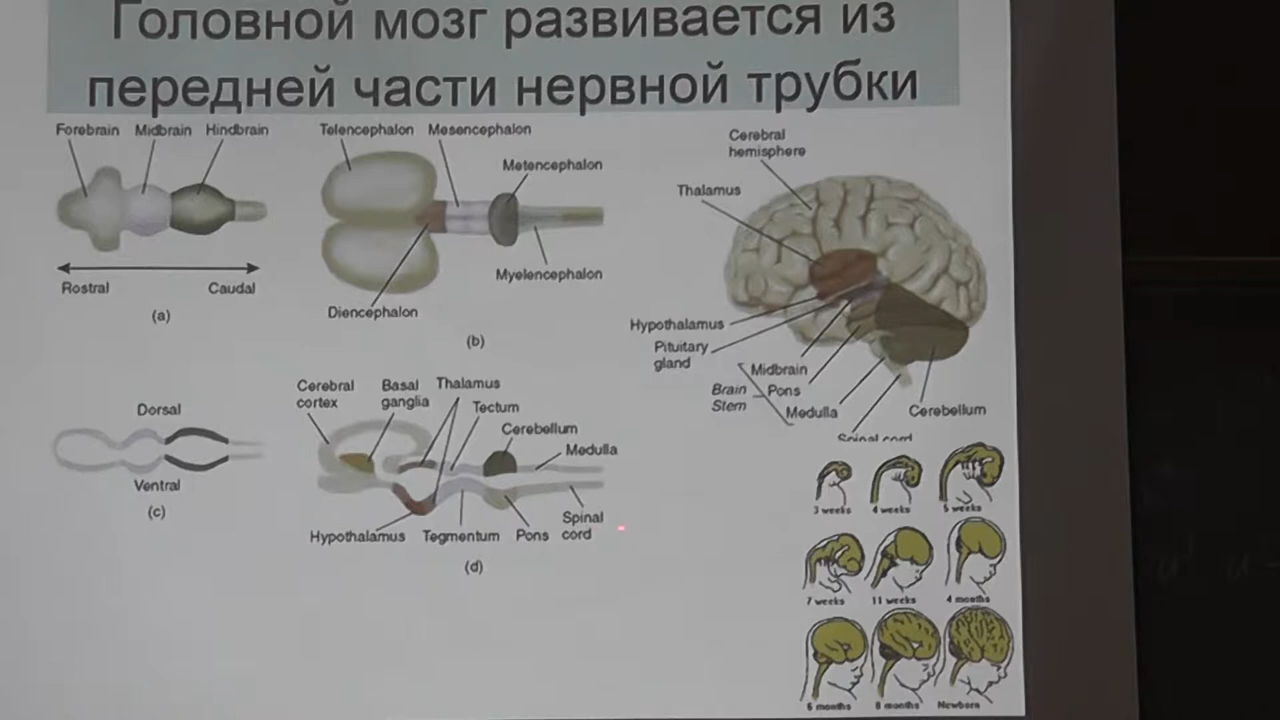 Головной мозг развивается из
передней части нервной трубки
Forebrain Midbrain Hindbrain
Rostral Caudal
(a)
Telencephalon Mesencephalon
Metencephalon
Myelencephalon
Diencephalon
(b)
Dorsal
Ventral
(c)
Cerebral
cortex
Basal
ganglia
Thalamus
Tectum
Cerebellum
Medulla
Hypothalamus Tegmentum Pons
Spinal
cord
(d)
Cerebral
hemisphere
Thalamus
Hypothalamus
Pituitary
gland
Brain
Stem
Midbrain
Pons
Medulla
Cerebellum
Spinal cord
3 weeks 4 weeks 5 weeks
7 weeks 11 weeks 4 months
6 months 8 months Newborn